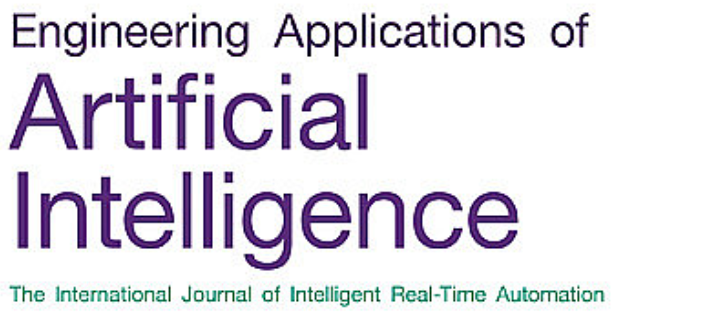 Engineering Applications of
Artificial
Intelligence
The International Journal of Intelligent Real-Time Automation